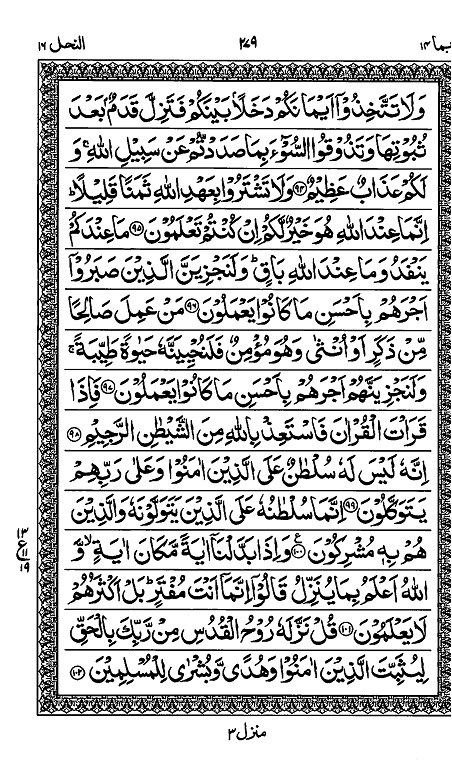 النحل ١٦ ٢٧٩ ربما ١٤
وَلَا تَتَّخِذُوْۤا اَيْمَانَكُمْ دَخَلًۢا بَيْنَكُمْ فَتَزِلَّ قَدَمٌۢ بَعْدَ
ثُبُوْتِهَا وَتَذُوْقُوا السُّوْٓءَ بِمَا صَدَدْتُّمْ عَنْ سَبِيْلِ اللّٰهِ ۚ وَ
لَكُمْ عَذَابٌ عَظِيْمٌ ﴿٩٤﴾ وَلَا تَشْتَرُوْا بِعَهْدِ اللّٰهِ ثَمَنًا قَلِيْلًا ؕ
اِنَّمَا عِنْدَ اللّٰهِ هُوَ خَيْرٌ لَّكُمْ اِنْ كُنْتُمْ تَعْلَمُوْنَ ﴿٩٥﴾ مَا عِنْدَكُمْ
يَنْفَدُ وَمَا عِنْدَ اللّٰهِ بَاقٍ ؕ وَلَنَجْزِيَنَّ الَّذِيْنَ صَبَرُوْۤا
اَجْرَهُمْ بِاَحْسَنِ مَا كَانُوْا يَعْمَلُوْنَ ﴿٩٦﴾ مَنْ عَمِلَ صَالِحًا
مِّنْ ذَكَرٍ اَوْ اُنْثٰى وَهُوَ مُؤْمِنٌ فَلَنُحْيِيَنَّهٗ حَيٰوةً طَيِّبَةً ۚ
وَلَنَجْزِيَنَّهُمْ اَجْرَهُمْ بِاَحْسَنِ مَا كَانُوْا يَعْمَلُوْنَ ﴿٩٧﴾ فَاِذَا
قَرَاْتَ الْقُرْاٰنَ فَاسْتَعِذْ بِاللّٰهِ مِنَ الشَّيْطٰنِ الرَّجِيْمِ ﴿٩٨﴾
اِنَّهٗ لَيْسَ لَهٗ سُلْطٰنٌ عَلَى الَّذِيْنَ اٰمَنُوْا وَعَلٰى رَبِّهِمْ
يَتَوَكَّلُوْنَ ﴿٩٩﴾ اِنَّمَا سُلْطٰنُهٗ عَلَى الَّذِيْنَ يَتَوَلَّوْنَهٗ وَالَّذِيْنَ
هُمْ بِهٖ مُشْرِكُوْنَ ﴿١٠٠﴾ وَاِذَا بَدَّلْنَاۤ اٰيَةً مَّكَانَ اٰيَةٍ ۙ وَّ
اللّٰهُ اَعْلَمُ بِمَا يُنَزِّلُ قَالُوْۤا اِنَّمَاۤ اَنْتَ مُفْتَرٍ ؕ بَلْ اَكْثَرُهُمْ
لَا يَعْلَمُوْنَ ﴿١٠١﴾ قُلْ نَزَّلَهٗ رُوْحُ الْقُدُسِ مِنْ رَّبِّكَ بِالْحَقِّ
لِيُثَبِّتَ الَّذِيْنَ اٰمَنُوْا وَهُدًى وَّبُشْرٰى لِلْمُسْلِمِيْنَ ﴿١٠٢﴾
١٣
ع ١١
١٩
منزل ٣